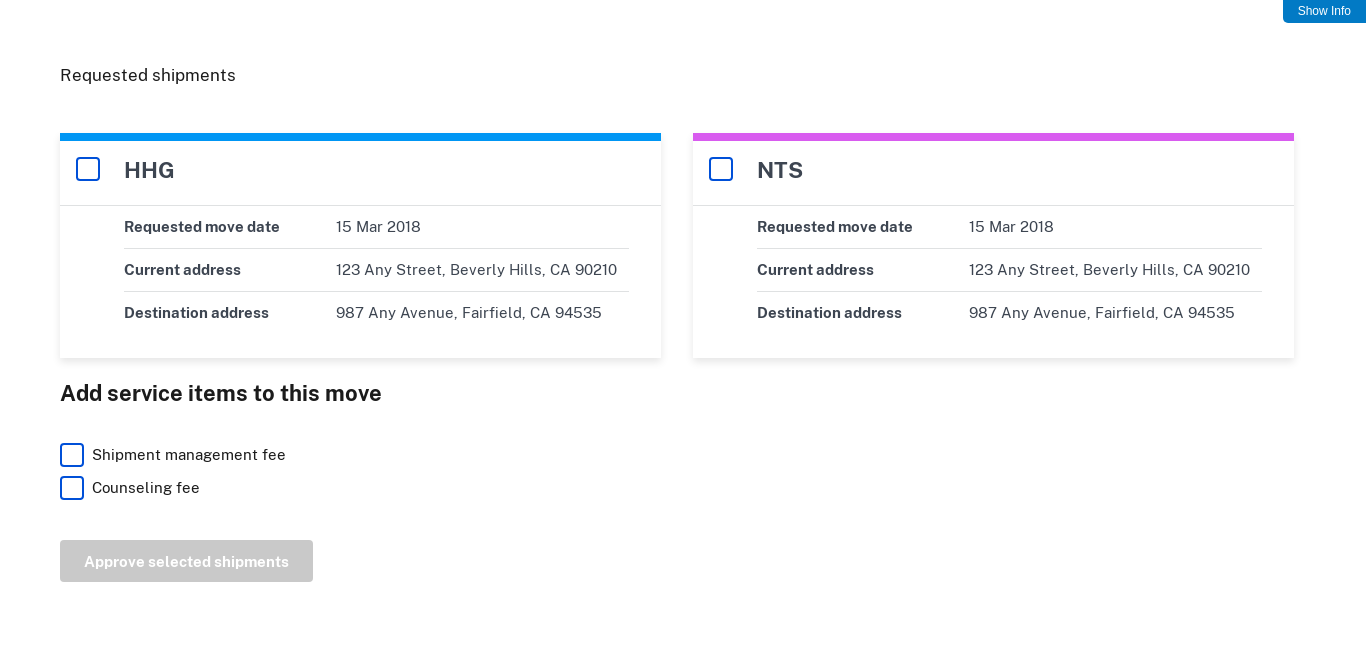 Show Info
Requested shipments
HHG
Requested move date 15 Mar 2018
Current address 123 Any Street, Beverly Hills, CA 90210
Destination address 987 Any Avenue, Fairfield, CA 94535
NTS
Requested move date 15 Mar 2018
Current address 123 Any Street, Beverly Hills, CA 90210
Destination address 987 Any Avenue, Fairfield, CA 94535
Add service items to this move
Shipment management fee
Counseling fee
Approve selected shipments